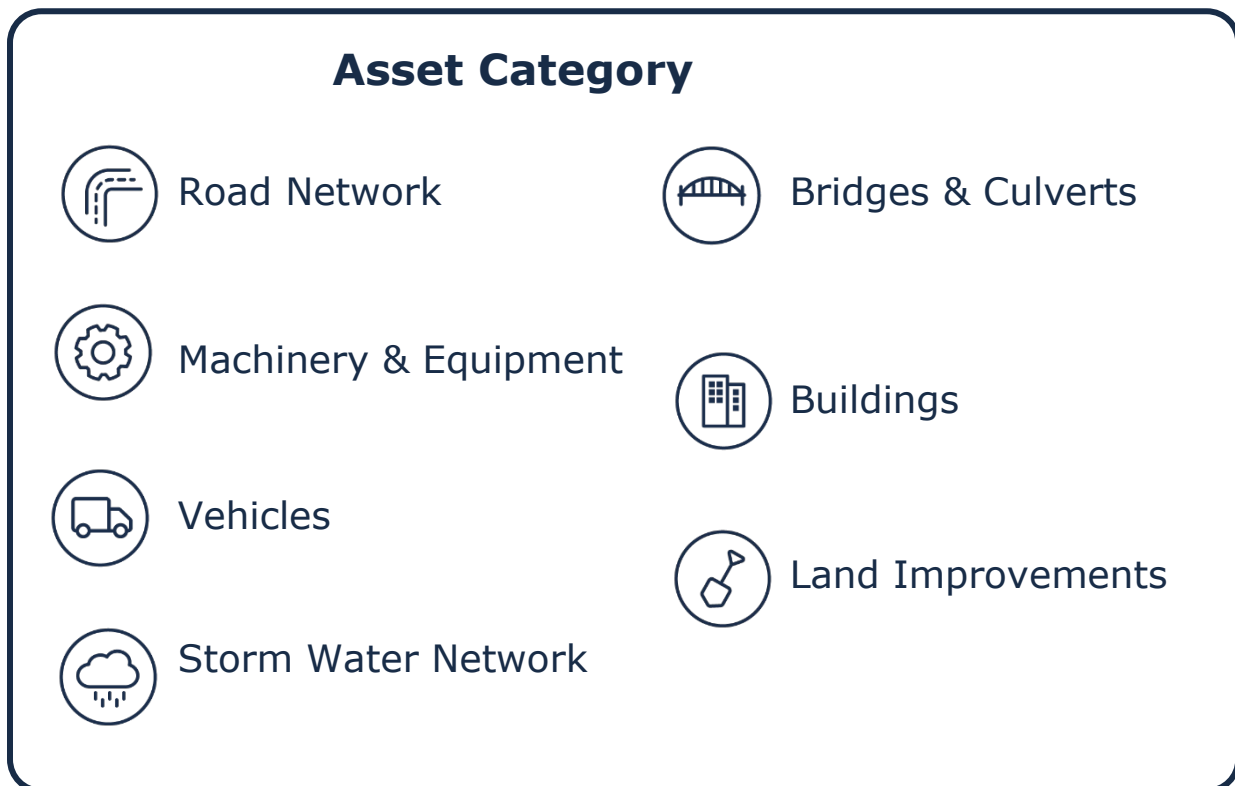 Asset Category
Road Network
Bridges & Culverts
Machinery & Equipment
Buildings
Vehicles
Land Improvements
Storm Water Network